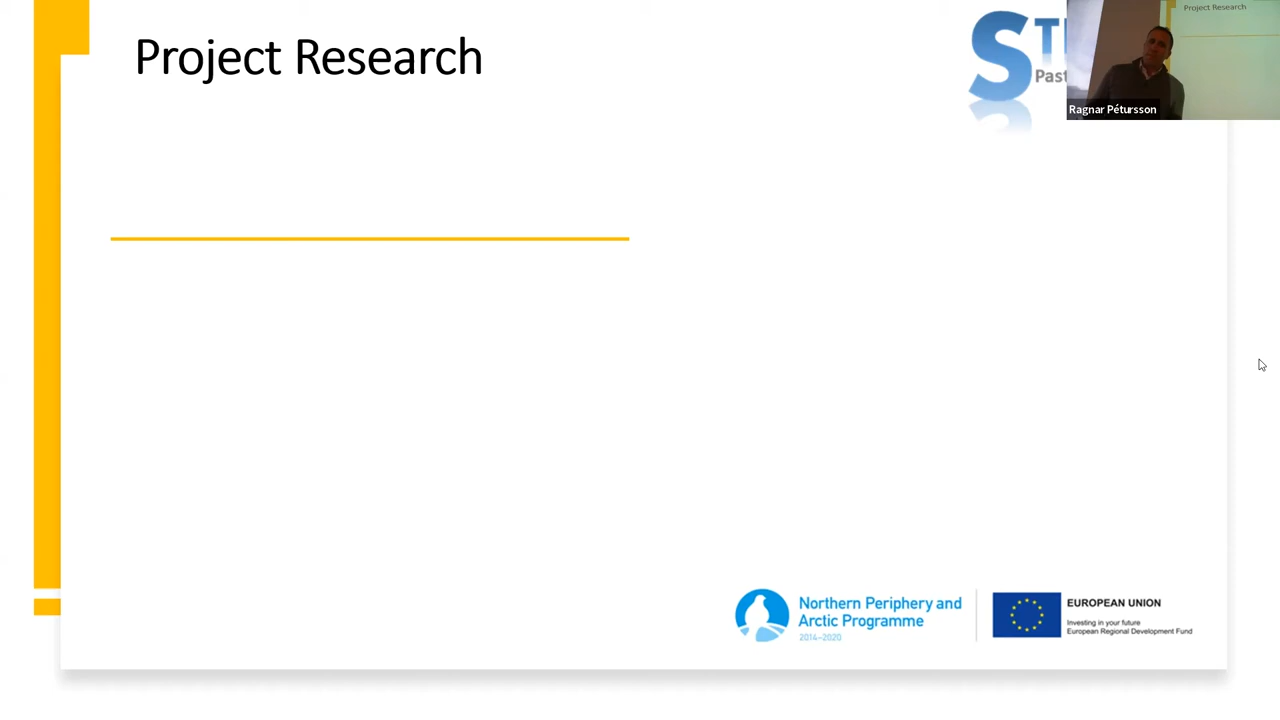 Project Research
Project Research
Ragnar Pétursson
Northern Periphery and
Arctic Programme
2014–2020
EUROPEAN UNION
Investing in your future
European Regional Development Fund